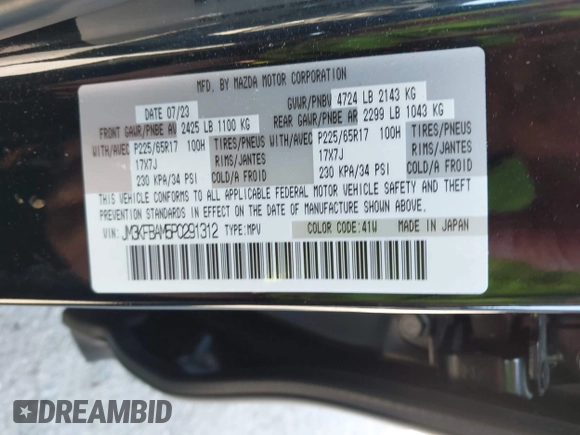 MFD. BY MAZDA MOTOR CORPORATION
DATE 07/23 GVWR/PNBV 4724 LB 2143 KG
FRONT GAWR/PNBE AV 2425 LB 1100 KG REAR GAWR/PNBE AR 2299 LB 1043 KG
WITH/AVEC P225/65R17 100H TIRES/PNEUS WITH/AVEC P225/65R17 100H TIRES/PNEUS
17X7J RIMS/JANTES 17X7J RIMS/JANTES
230 KPA/34 PSI COLD/A FROID 230 KPA/34 PSI COLD/A FROID
THIS VEHICLE CONFORMS TO ALL APPLICABLE FEDERAL MOTOR VEHICLE SAFETY AND THEFT
PREVENTION STANDARDS IN EFFECT ON THE DATE OF MANUFACTURE SHOWN ABOVE.
VIN: JM3KFBAM5P0291312 TYPE:MPV COLOR CODE:41W MADE IN JAPAN
DREAMBID